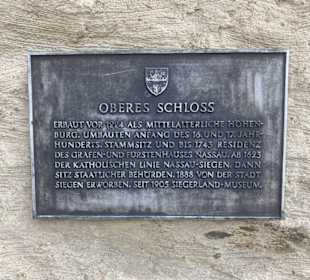 OBERES SCHLOSS
ERBAUT VOR 1224 ALS MITTELALTERLICHE HÖHEN-
BURG. UMBAUTEN ANFANG DES 16. UND 17. JAHR-
HUNDERTS. STAMMSITZ UND BIS 1743 RESIDENZ
DES GRAFEN- UND FÜRSTENHAUSES NASSAU, AB 1623
DER KATHOLISCHEN LINIE NASSAU-SIEGEN. DANN
SITZ STAATLICHER BEHÖRDEN. 1888 VON DER STADT
SIEGEN ERWORBEN. SEIT 1905 SIEGERLAND-MUSEUM.